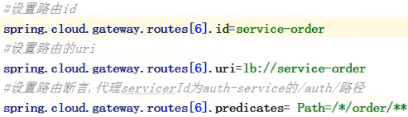 #设置路由id
spring.cloud.gateway.routes[6].id=service-order
#设置路由的uri
spring.cloud.gateway.routes[6].uri=lb://service-order
#设置路由断言,代理servicerId为auth-service的/auth/路径
spring.cloud.gateway.routes[6].predicates= Path=/*/order/**